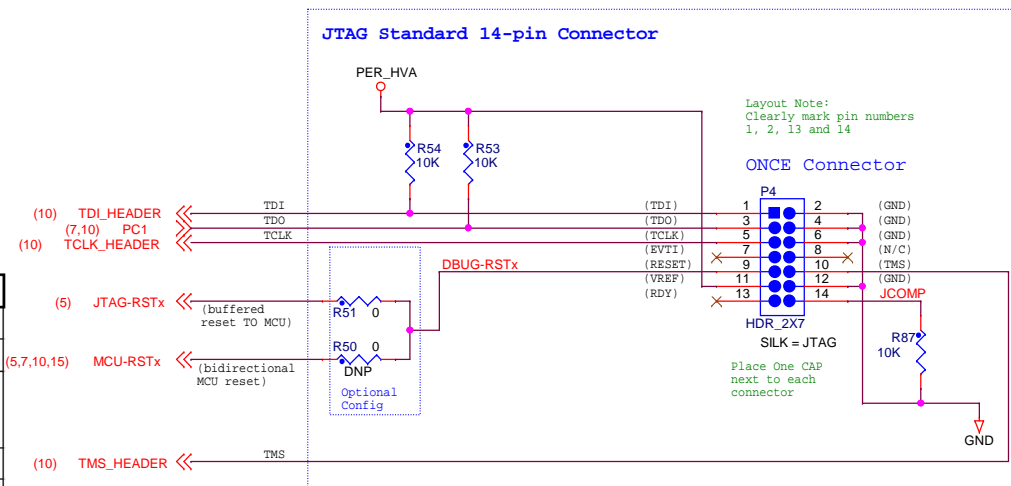 JTAG Standard 14-pin Connector
PER_HVA
Layout Note:
Clearly mark pin numbers
1, 2, 13 and 14
R54
10K
R53
10K
ONCE Connector
P4
(10) TDI_HEADER TDI (TDI) 1 2 (GND)
(7,10) PC1 TDO (TDO) 3 4 (GND)
(10) TCLK_HEADER TCLK (TCLK) 5 6 (GND)
(EVTI) 7 8 (N/C)
DBUG-RSTx (RESET) 9 10 (TMS)
(VREF) 11 12 (GND)
(RDY) 13 14 JCOMP
(5) JTAG-RSTx
(buffered
reset TO MCU)
R51 0
HDR_2X7
SILK = JTAG
R87
10K
R50 0
DNP
(5,7,10,15) MCU-RSTx
(bidirectional
MCU reset)
Optional
Config
Place One CAP
next to each
connector
GND
(10) TMS_HEADER TMS